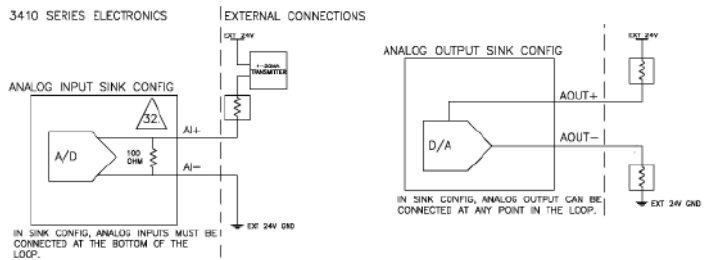 3410 SERIES ELECTRONICS
EXTERNAL CONNECTIONS
EXT 24V
4-20MA
TRANSMITTER
ANALOG INPUT SINK CONFIG
32.
AI+
A/D
100
OHM
AI-
EXT 24V GND
IN SINK CONFIG, ANALOG INPUTS MUST BE
CONNECTED AT THE BOTTOM OF THE
LOOP.
ANALOG OUTPUT SINK CONFIG
EXT 24V
AOUT+
AOUT-
D/A
EXT 24V GND
IN SINK CONFIG, ANALOG OUTPUT CAN BE
CONNECTED AT ANY POINT IN THE LOOP.